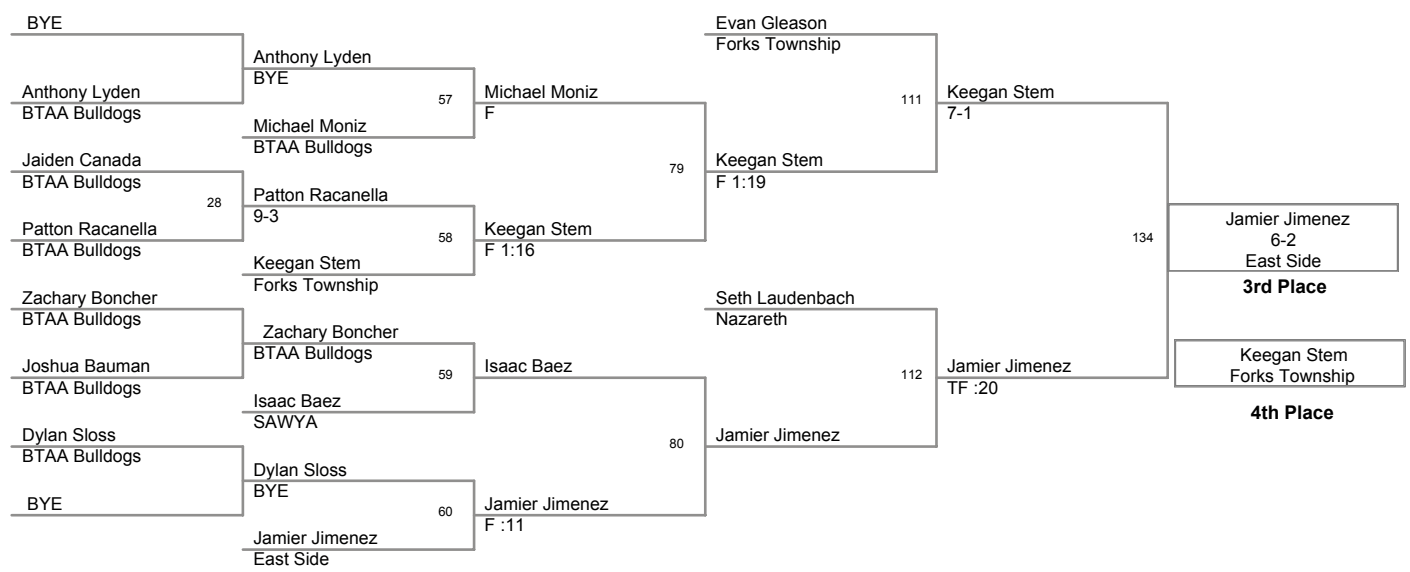 BYE
Anthony Lyden
BTAA Bulldogs
Jaiden Canada
BTAA Bulldogs
28
Patton Racanella
BTAA Bulldogs
Zachary Boncher
BTAA Bulldogs
Joshua Bauman
BTAA Bulldogs
Dylan Sloss
BTAA Bulldogs
BYE
Anthony Lyden
BYE
57
Michael Moniz
BTAA Bulldogs
Patton Racanella
9-3
58
Keegan Stem
Forks Township
Zachary Boncher
BTAA Bulldogs
59
Isaac Baez
SAWYA
Dylan Sloss
BYE
60
Jamier Jimenez
East Side
Michael Moniz
F
79
Keegan Stem
F 1:16
Isaac Baez
80
Jamier Jimenez
F :11
Evan Gleason
Forks Township
111
Keegan Stem
F 1:19
Seth Laudenbach
Nazareth
112
Jamier Jimenez
Keegan Stem
7-1
134
Jamier Jimenez
TF :20
Jamier Jimenez
6-2
East Side
3rd Place
Keegan Stem
Forks Township
4th Place